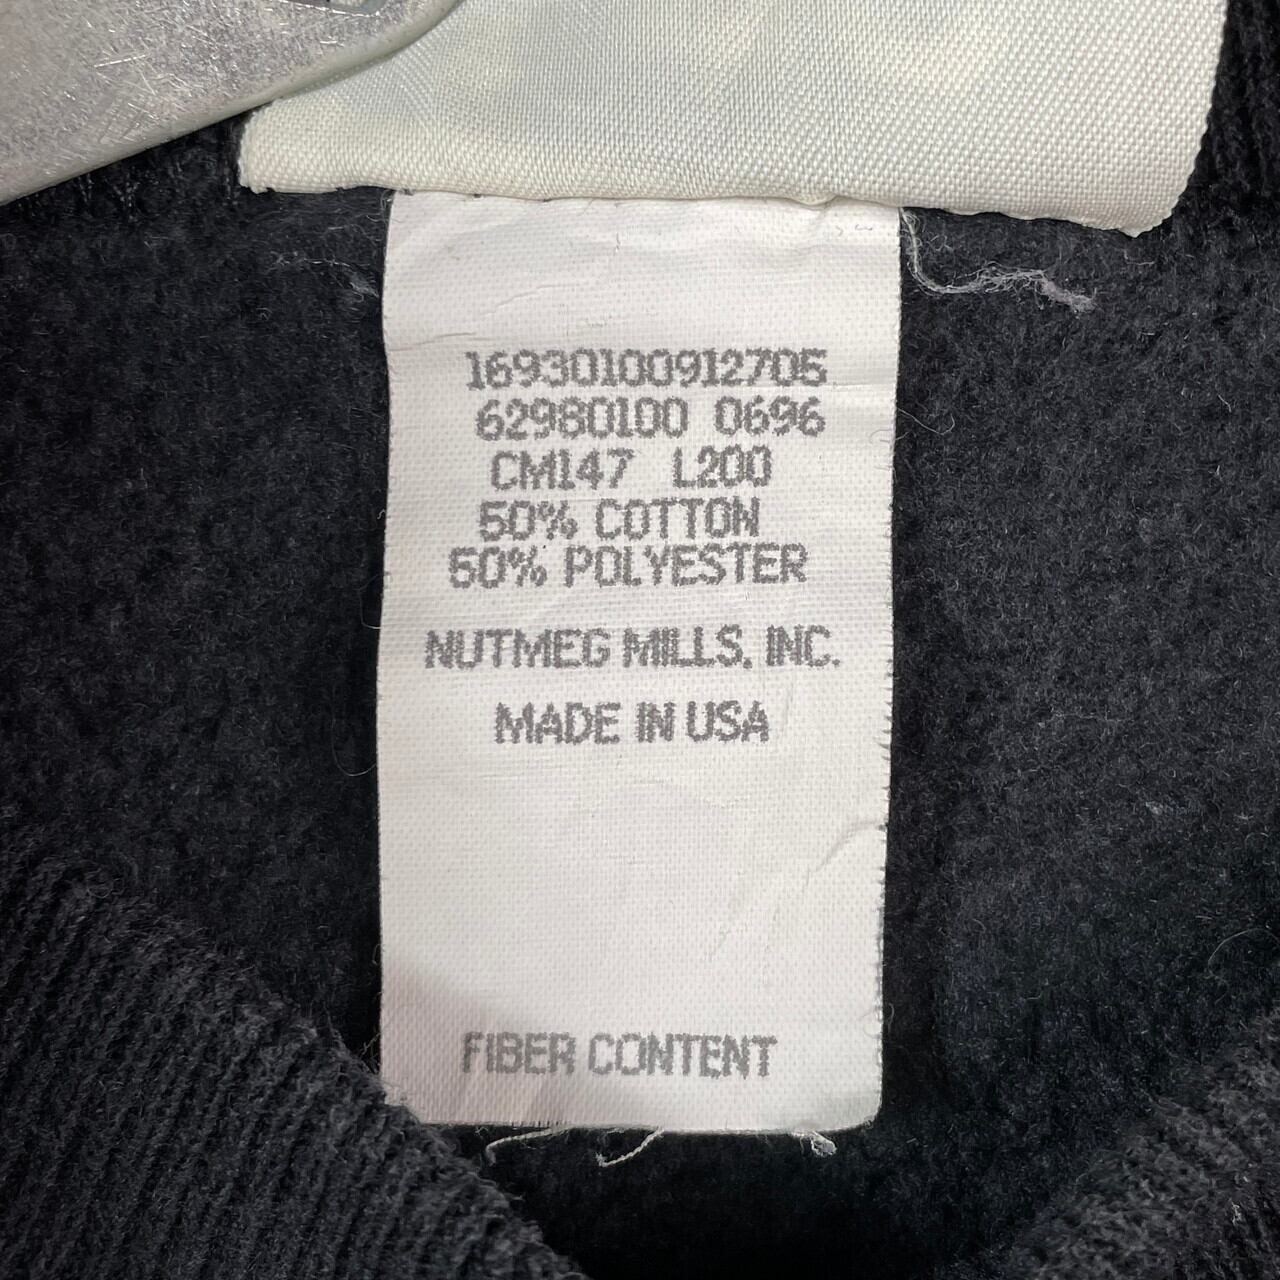 16930100912705
62980100 0696
CM147 L200
50% COTTON
50% POLYESTER
NUTMEG MILLS, INC.
MADE IN USA
FIBER CONTENT